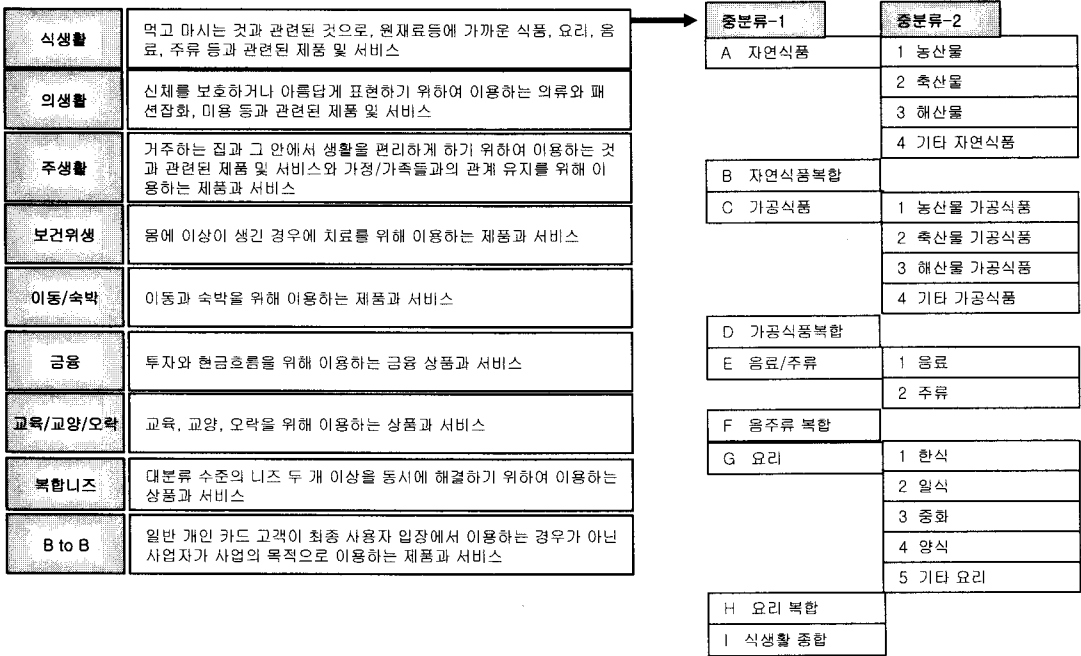 식생활
먹고 마시는 것과 관련된 것으로, 원재료등에 가까운 식품, 요리, 음
료, 주류 등과 관련된 제품 및 서비스
의생활
신체를 보호하거나 아름답게 표현하기 위하여 이용하는 의류와 패
션잡화, 미용 등과 관련된 제품 및 서비스
주생활
거주하는 집과 그 안에서 생활을 편리하게 하기 위하여 이용하는 것
과 관련된 제품 및 서비스와 가정/가족들과의 관계 유지를 위해 이
용하는 제품과 서비스
보건위생
몸에 이상이 생긴 경우에 치료를 위해 이용하는 제품과 서비스
이동/숙박
이동과 숙박을 위해 이용하는 제품과 서비스
금융
투자와 현금흐름을 위해 이용하는 금융 상품과 서비스
교육/교양/오락
교육, 교양, 오락을 위해 이용하는 상품과 서비스
복합니즈
대분류 수준의 니즈 두 개 이상을 동시에 해결하기 위하여 이용하는
상품과 서비스
B to B
일반 개인 카드 고객이 최종 사용자 입장에서 이용하는 경우가 아닌
사업자가 사업의 목적으로 이용하는 제품과 서비스
중분류-1 중분류-2
A 자연식품 1 농산물
2 축산물
3 해산물
4 기타 자연식품
B 자연식품복합
C 가공식품 1 농산물 가공식품
2 축산물 기공식품
3 해산물 가공식품
4 기타 가공식품
D 가공식품복합
E 음료/주류 1 음료
2 주류
F 음주류 복합
G 요리 1 한식
2 일식
3 중화
4 양식
5 기타 요리
H 요리 복합
I 식생활 종합